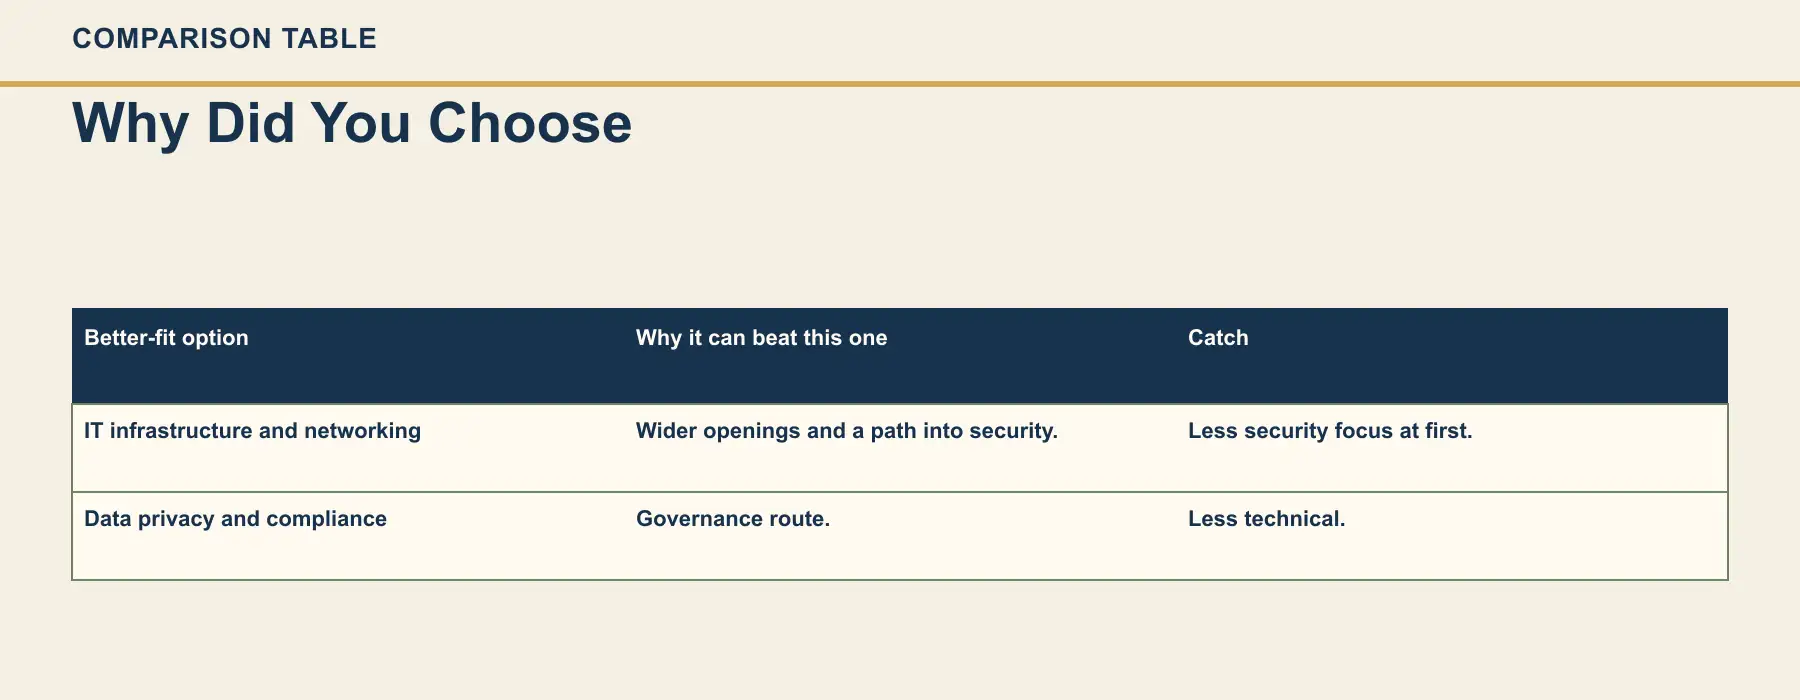 COMPARISON TABLE
Why Did You Choose
Better-fit option Why it can beat this one Catch
IT infrastructure and networking Wider openings and a path into security. Less security focus at first.
Data privacy and compliance Governance route. Less technical.